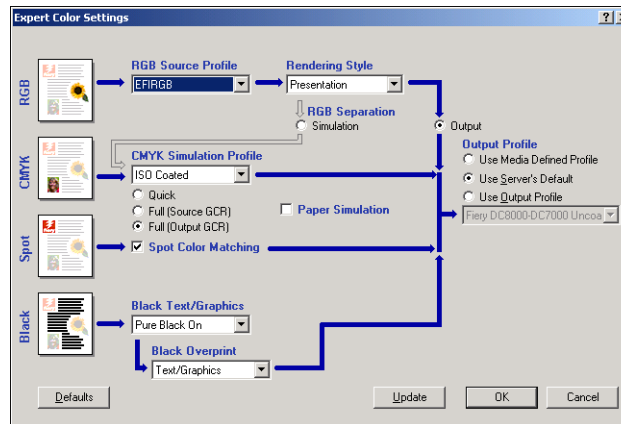 Expert Color Settings
RGB
RGB Source Profile
EFIRGB
Rendering Style
Presentation
RGB Separation
Simulation
Output
Output Profile
Use Media Defined Profile
Use Server's Default
Use Output Profile
Fiery DC8000-DC7000 Uncoa
CMYK
CMYK Simulation Profile
ISO Coated
Quick
Full (Source GCR)
Full (Output GCR)
Paper Simulation
Spot
Spot Color Matching
Black
Black Text/Graphics
Pure Black On
Black Overprint
Text/Graphics
Defaults
Update
OK
Cancel